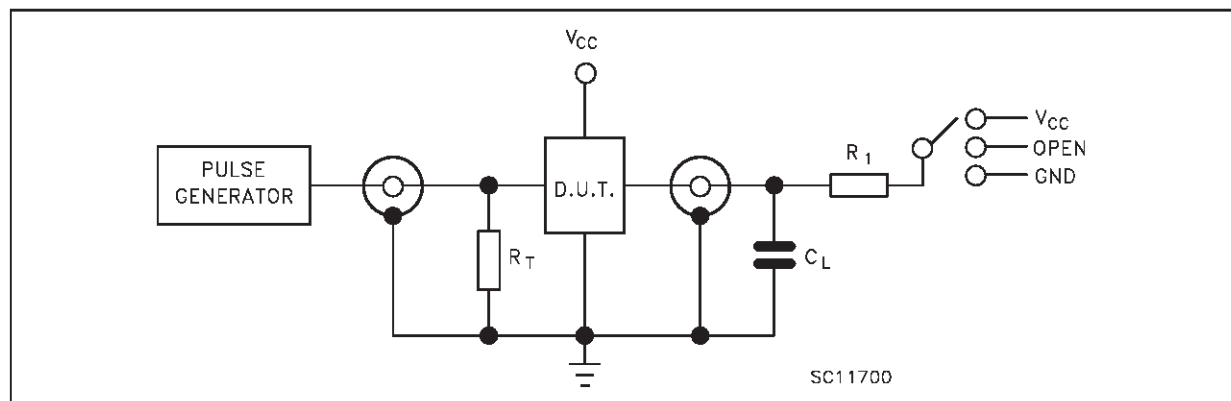 VCC
PULSE
GENERATOR
D.U.T.
RT
CL
R1
VCC
OPEN
GND
SC11700